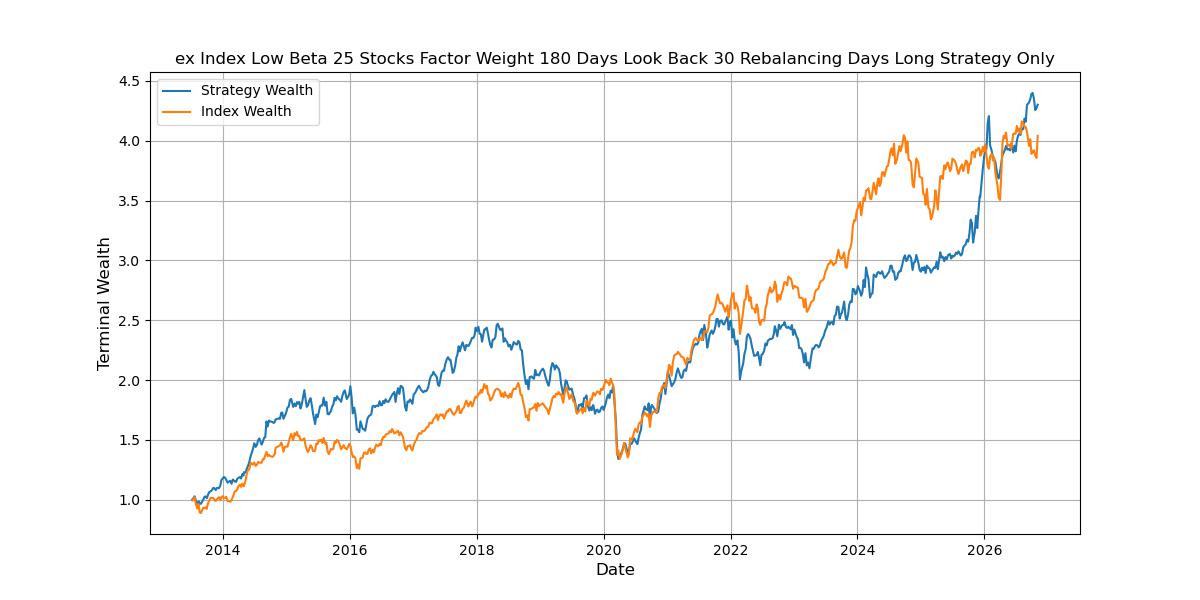 ex Index Low Beta 25 Stocks Factor Weight 180 Days Look Back 30 Rebalancing Days Long Strategy Only
Strategy Wealth
Index Wealth
Terminal Wealth
4.5
4.0
3.5
3.0
2.5
2.0
1.5
1.0
2014 2016 2018 2020 2022 2024 2026
Date